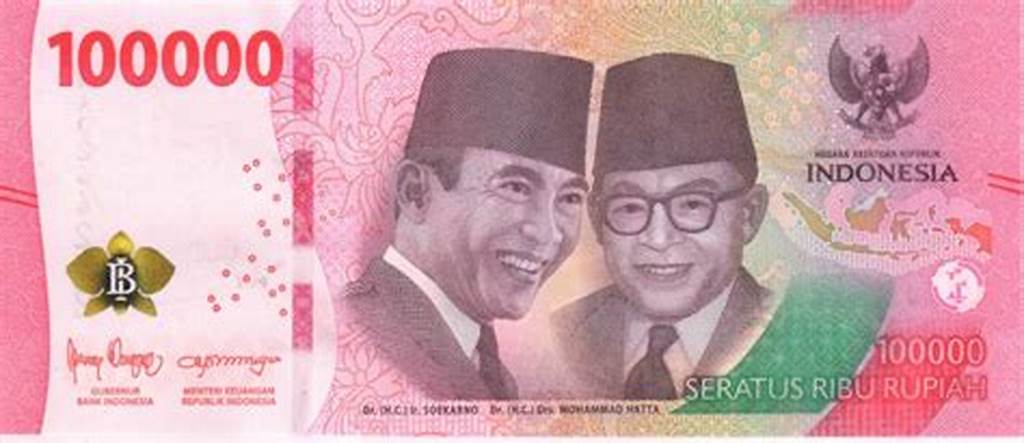 100000
NEGARA KESATUAN REPUBLIK
INDONESIA
B
GUBERNUR
BANK INDONESIA
MENTERI KEUANGAN
REPUBLIK INDONESIA
Dr. (H.C.) Ir. SOEKARNO
Dr. (H.C.) Drs. MOHAMMAD HATTA
100000
SERATUS RIBU RUPIAH